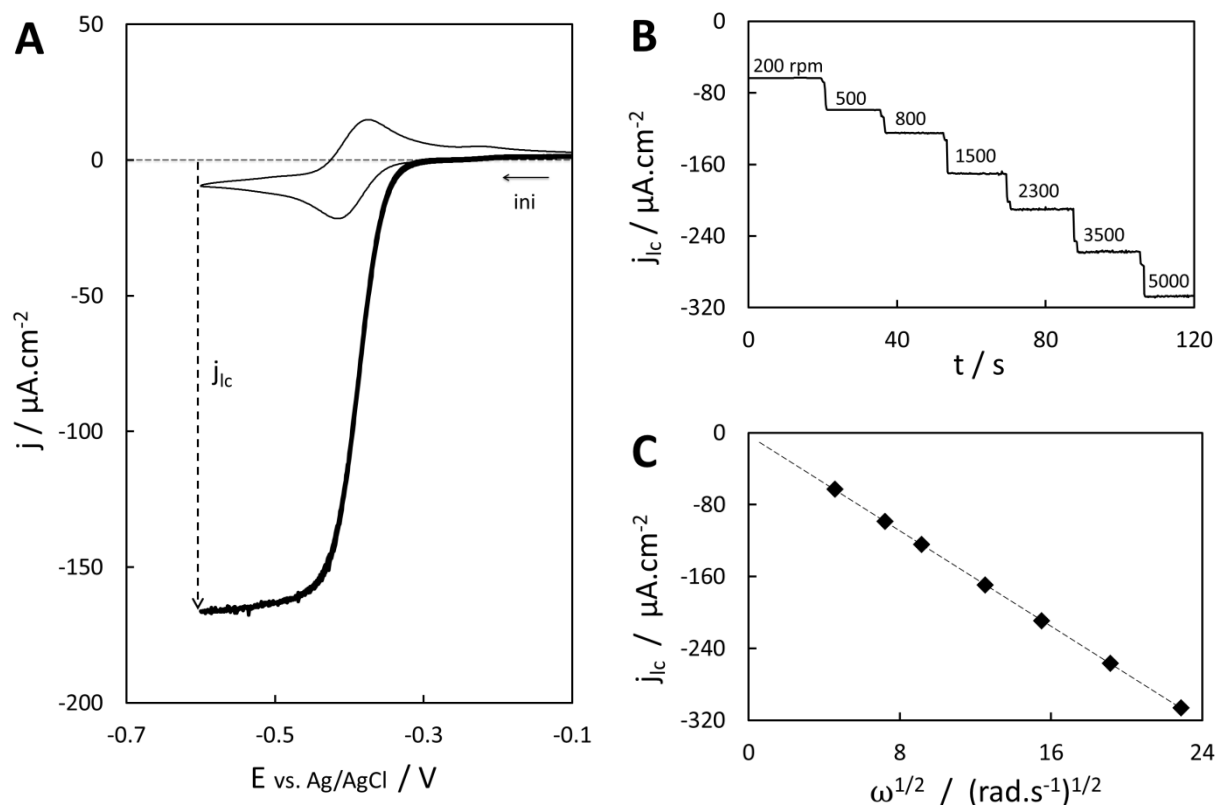 A
50
0
-50
-100
-150
-200
j / µA.cm-2
ini
jlc
-0.7
-0.5
-0.3
-0.1
E vs. Ag/AgCl / V
B
0
-80
-160
-240
-320
jlc / µA.cm-2
200 rpm
500
800
1500
2300
3500
5000
0
40
80
120
t / s
C
0
-80
-160
-240
-320
jlc / µA.cm-2
0
8
16
24
ω1/2 / (rad.s-1)1/2